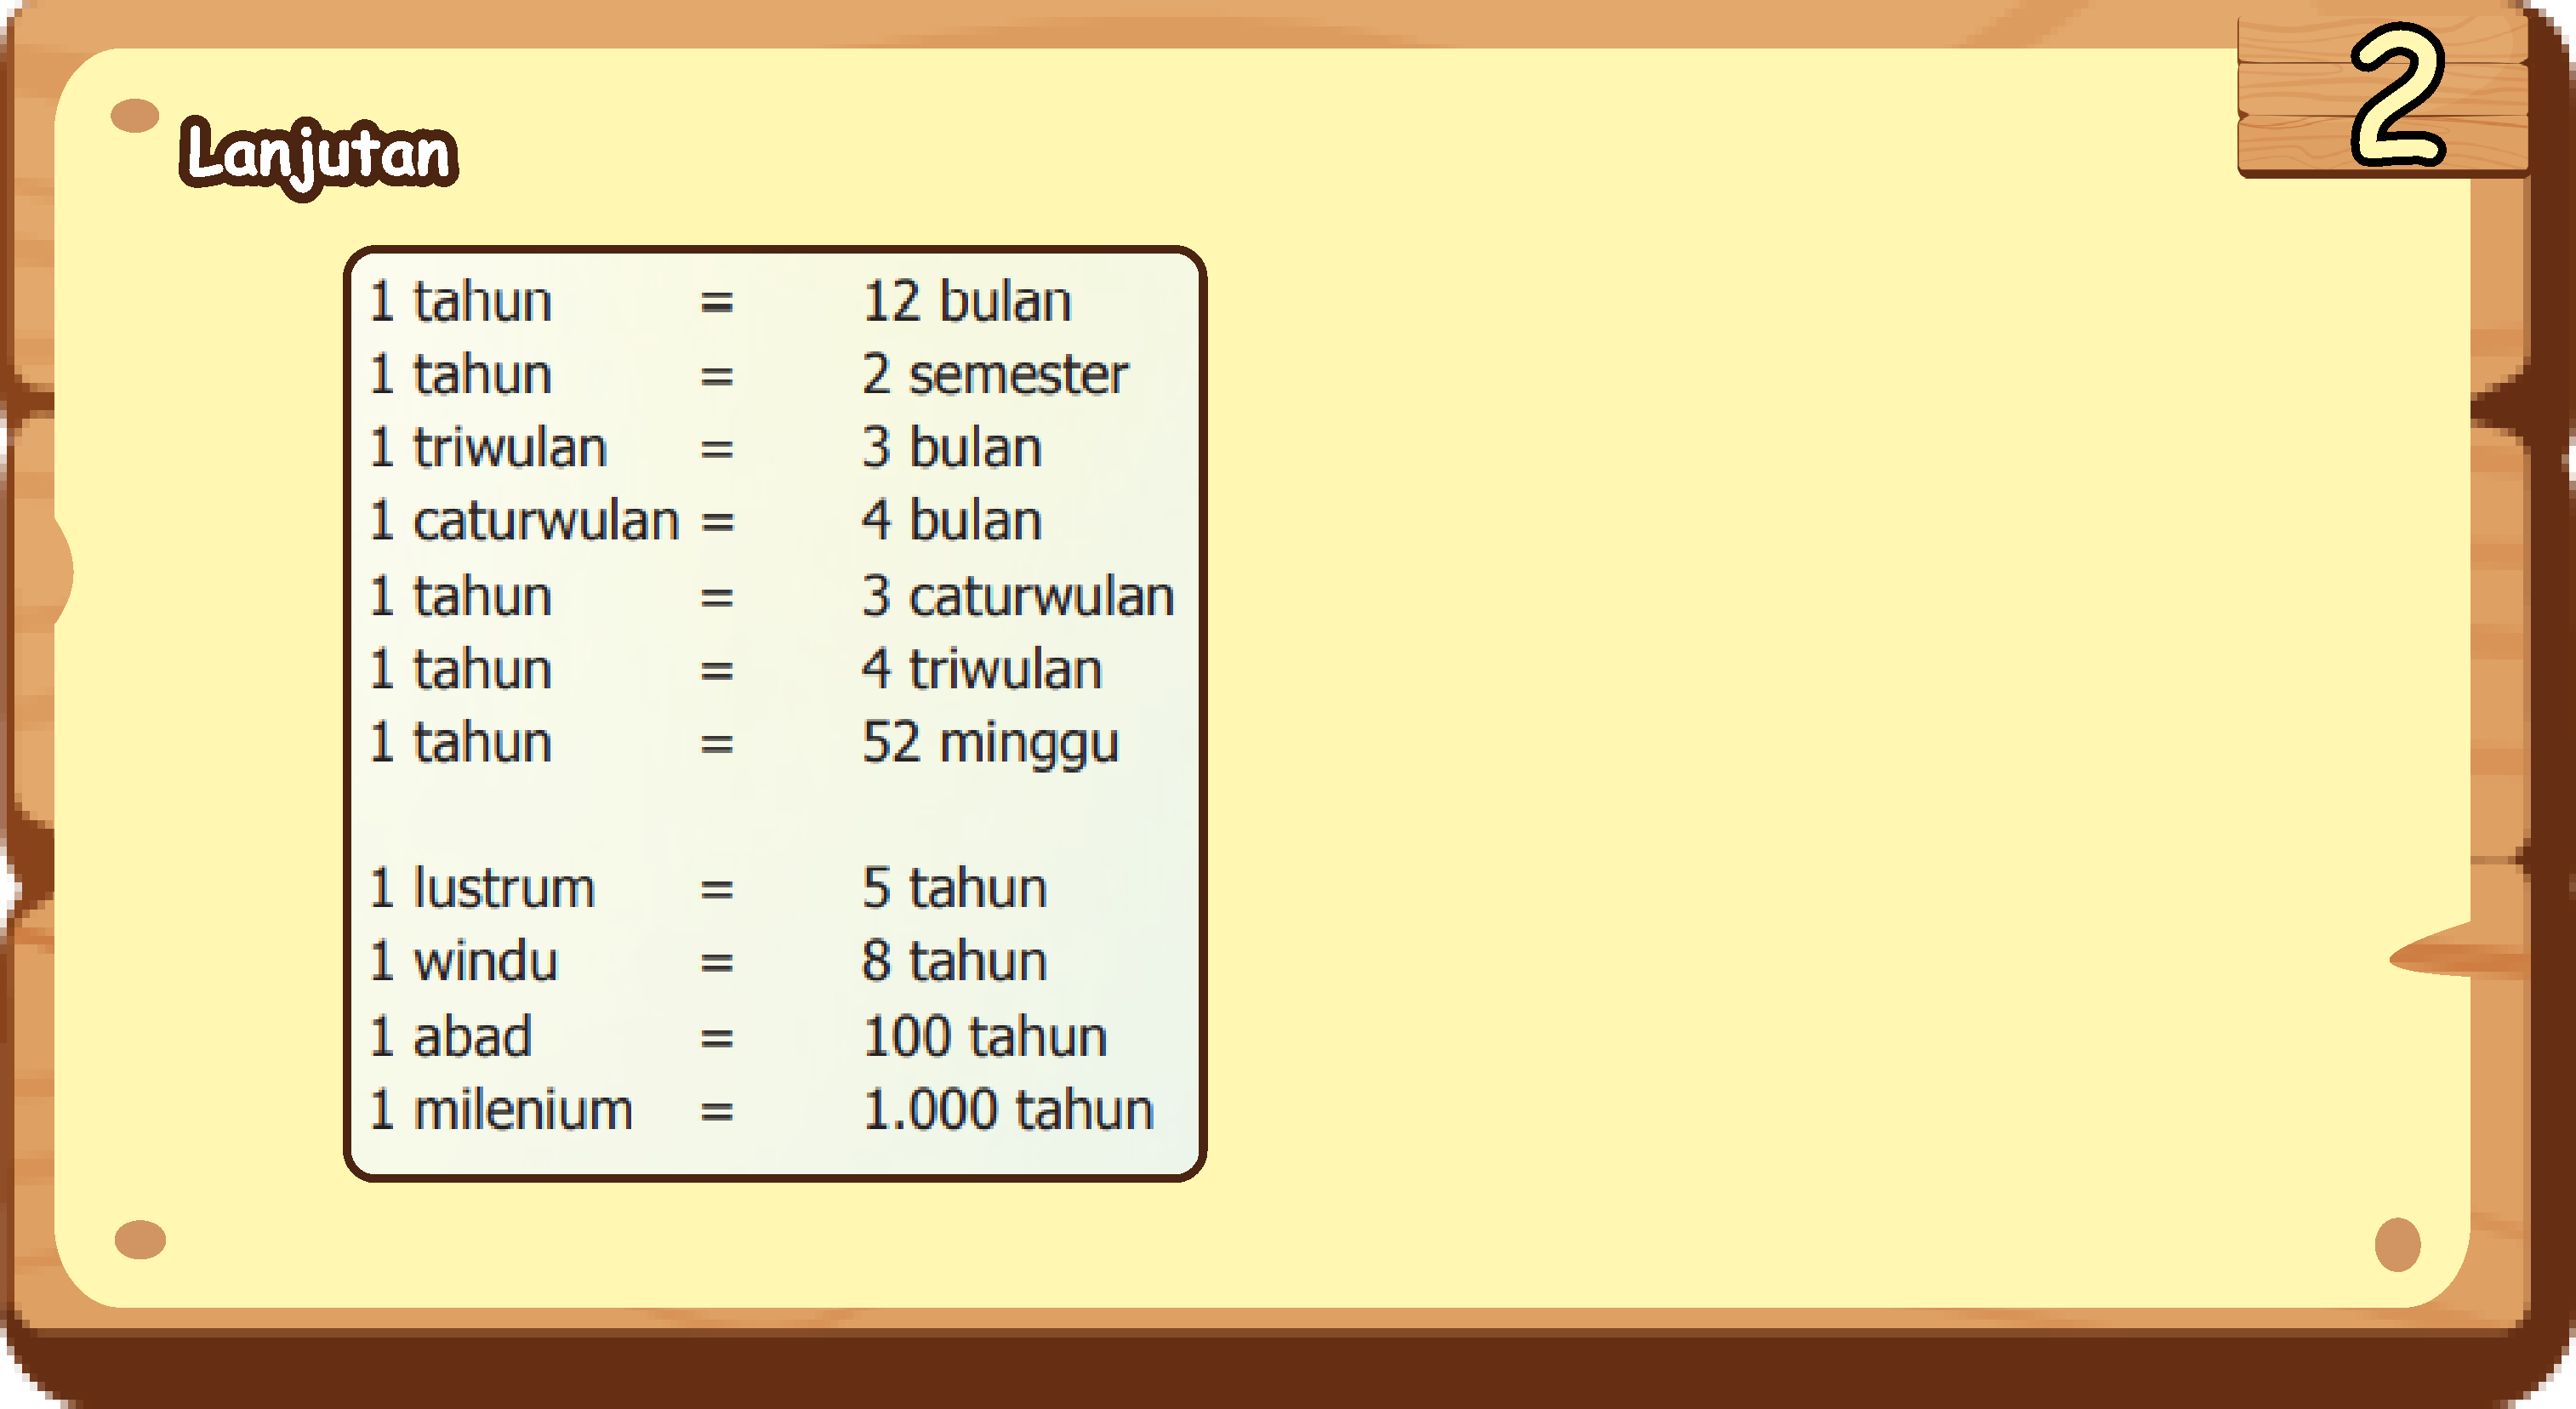 Lanjutan
2
1 tahun = 12 bulan
1 tahun = 2 semester
1 triwulan = 3 bulan
1 caturwulan = 4 bulan
1 tahun = 3 caturwulan
1 tahun = 4 triwulan
1 tahun = 52 minggu
1 lustrum = 5 tahun
1 windu = 8 tahun
1 abad = 100 tahun
1 milenium = 1.000 tahun